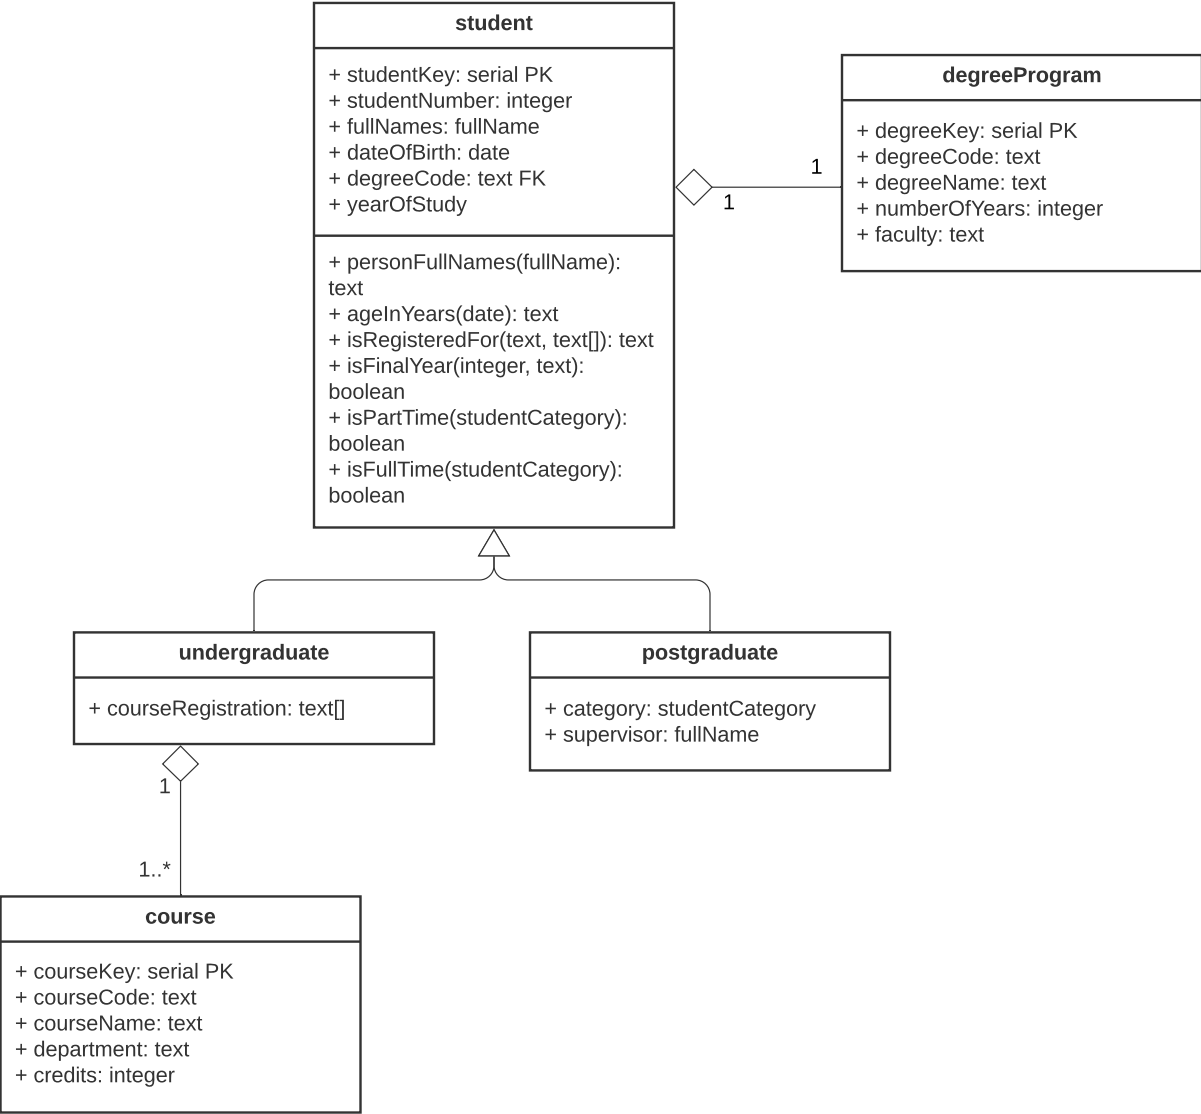 student
+ studentKey: serial PK
+ studentNumber: integer
+ fullNames: fullName
+ dateOfBirth: date
+ degreeCode: text FK
+ yearOfStudy
+ personFullNames(fullName):
text
+ ageInYears(date): text
+ isRegisteredFor(text, text[]): text
+ isFinalYear(integer, text):
boolean
+ isPartTime(studentCategory):
boolean
+ isFullTime(studentCategory):
boolean
1
1
degreeProgram
+ degreeKey: serial PK
+ degreeCode: text
+ degreeName: text
+ numberOfYears: integer
+ faculty: text
undergraduate
+ courseRegistration: text[]
postgraduate
+ category: studentCategory
+ supervisor: fullName
1
1..*
course
+ courseKey: serial PK
+ courseCode: text
+ courseName: text
+ department: text
+ credits: integer